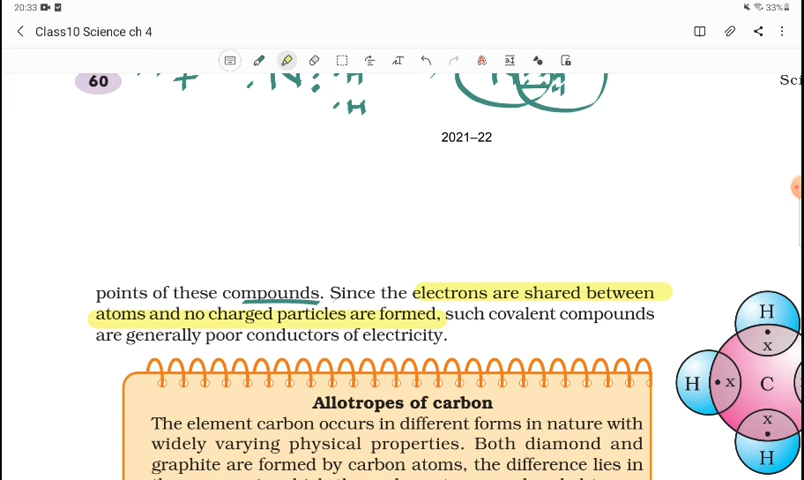 20:33
33%
Class10 Science ch 4
60
N H
H
N H
Sci
2021–22
points of these compounds. Since the electrons are shared between
atoms and no charged particles are formed, such covalent compounds
are generally poor conductors of electricity.
H
x
H x C
x
H
Allotropes of carbon
The element carbon occurs in different forms in nature with
widely varying physical properties. Both diamond and
graphite are formed by carbon atoms, the difference lies in